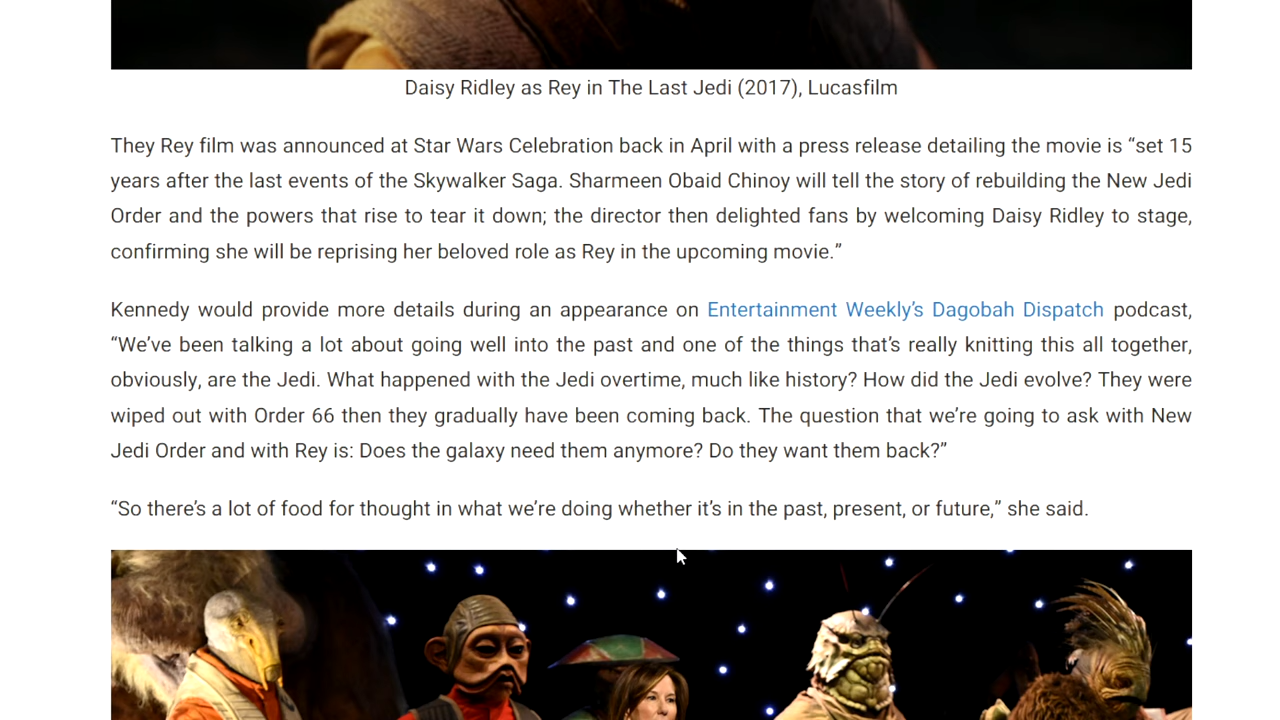 Daisy Ridley as Rey in The Last Jedi (2017), Lucasfilm
They Rey film was announced at Star Wars Celebration back in April with a press release detailing the movie is “set 15
years after the last events of the Skywalker Saga. Sharmeen Obaid Chinoy will tell the story of rebuilding the New Jedi
Order and the powers that rise to tear it down; the director then delighted fans by welcoming Daisy Ridley to stage,
confirming she will be reprising her beloved role as Rey in the upcoming movie.”
Kennedy would provide more details during an appearance on Entertainment Weekly’s Dagobah Dispatch podcast,
“We’ve been talking a lot about going well into the past and one of the things that’s really knitting this all together,
obviously, are the Jedi. What happened with the Jedi overtime, much like history? How did the Jedi evolve? They were
wiped out with Order 66 then they gradually have been coming back. The question that we’re going to ask with New
Jedi Order and with Rey is: Does the galaxy need them anymore? Do they want them back?”
“So there’s a lot of food for thought in what we’re doing whether it’s in the past, present, or future,” she said.